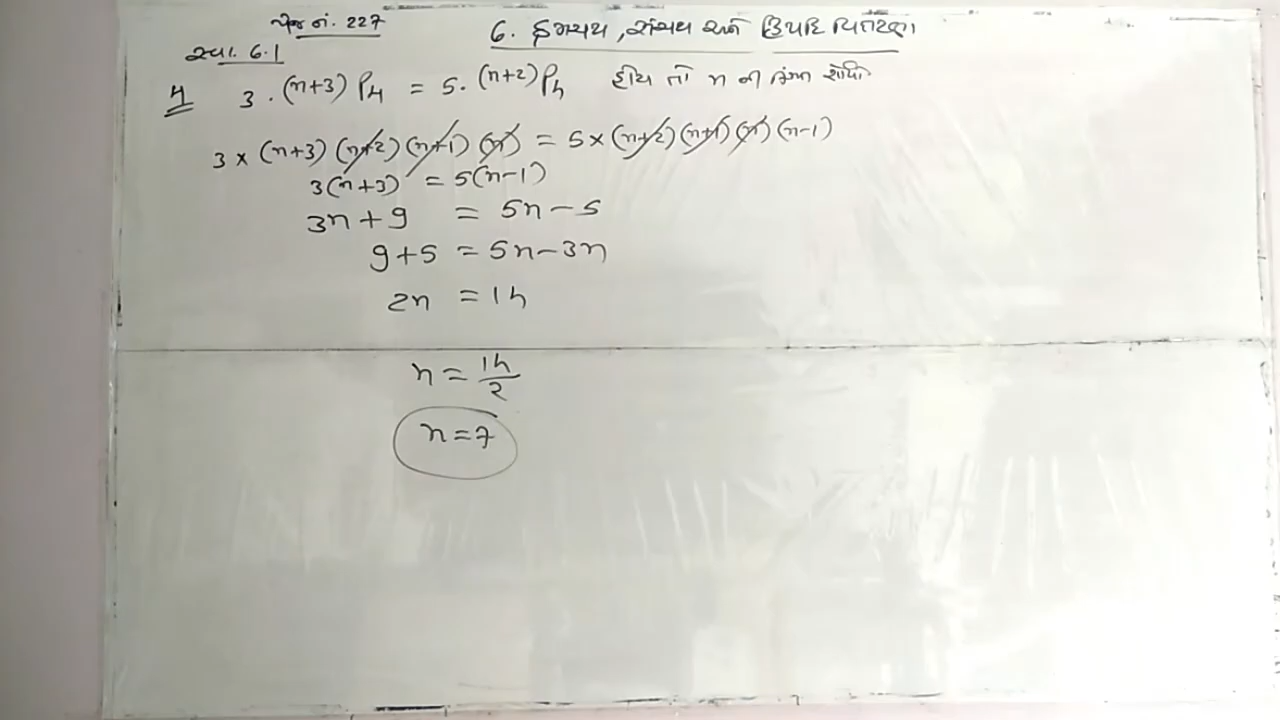 પેજ નં. 227
6. ક્રમચય, સંચય અને દ્વિપદિ વિસ્તરણ
સ્વા. 6.1
4 3 · (n+3) P4 = 5 · (n+2) P4 હોય તો n ની કિંમત શોધો
3 × (n+3) (n+2) (n+1) (n) = 5 × (n+2) (n+1) (n) (n-1)
3(n+3) = 5(n-1)
3n + 9 = 5n - 5
9+5 = 5n - 3n
2n = 14
n = 14/2
n = 7